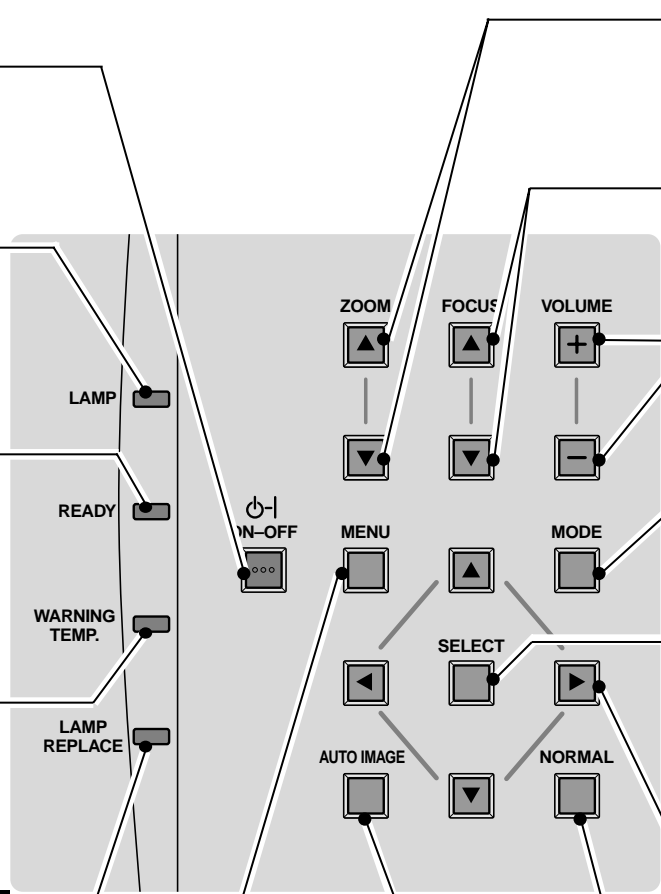 ZOOM
FOCUS
VOLUME
LAMP
READY
ON–OFF
MENU
MODE
WARNING
TEMP.
SELECT
LAMP
REPLACE
AUTO IMAGE
NORMAL